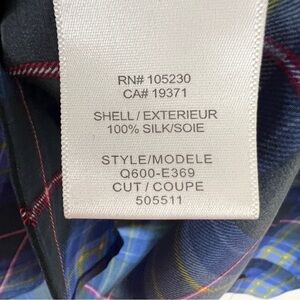 RN# 105230
CA# 19371
SHELL/EXTERIEUR
100% SILK/SOIE
STYLE/MODELE
Q600-E369
CUT/COUPE
505511